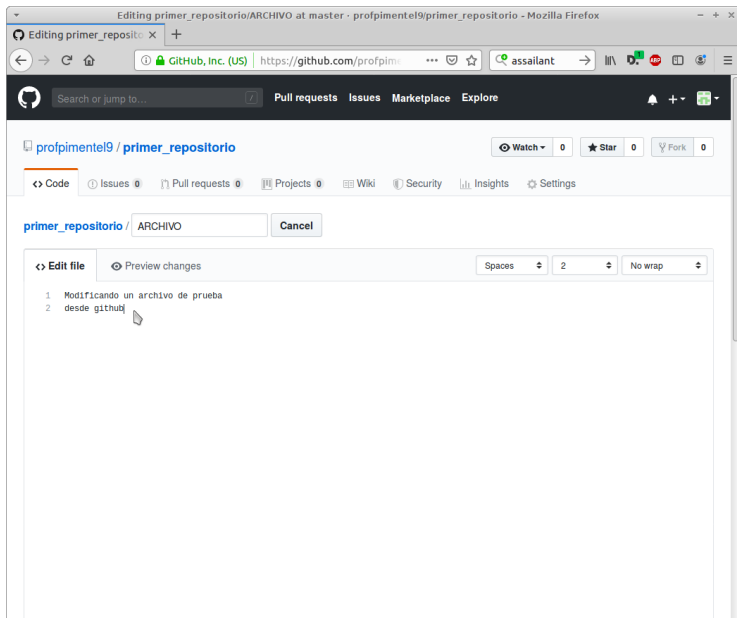 Editing primer_repositorio/ARCHIVO at master · profpimentel9/primer_repositorio - Mozilla Firefox
Editing primer_reposito
GitHub, Inc. (US) https://github.com/profpime ··· assailant
Search or jump to... / Pull requests Issues Marketplace Explore
profpimentel9 / primer_repositorio Watch 0 Star 0 Fork 0
Code Issues 0 Pull requests 0 Projects 0 Wiki Security Insights Settings
primer_repositorio / ARCHIVO Cancel
Edit file Preview changes Spaces 2 No wrap
1 Modificando un archivo de prueba
2 desde github